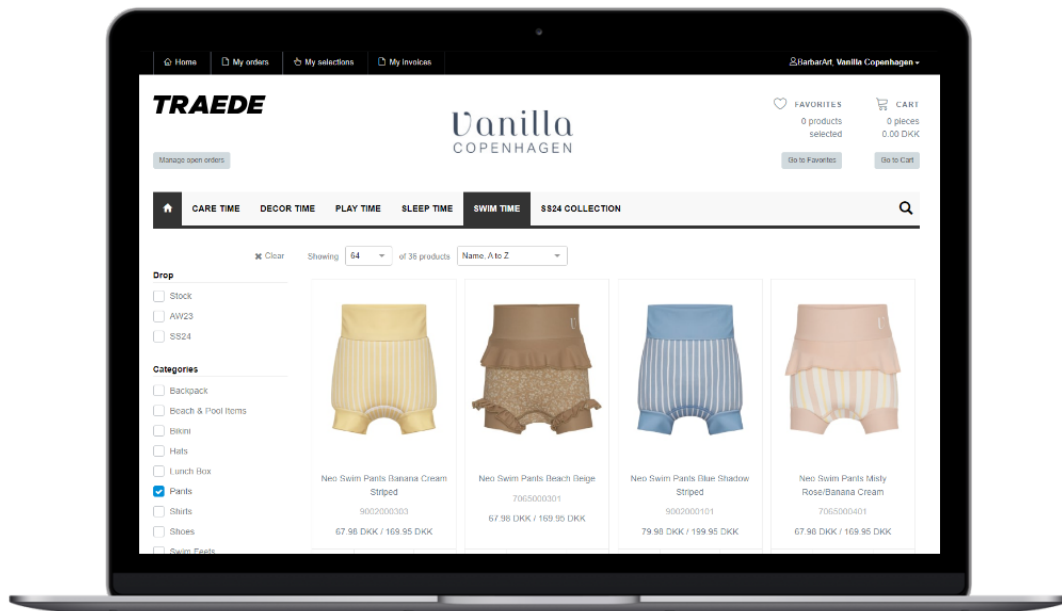 Home My orders My selections My invoices BarbarArt, Vanilla Copenhagen
TRAEDE
Vanilla
COPENHAGEN
FAVORITES
0 products
selected
CART
0 pieces
0.00 DKK
Manage open orders
Go to Favorites
Go to Cart
CARE TIME DECOR TIME PLAY TIME SLEEP TIME SWIM TIME SS24 COLLECTION
Clear
Showing 64 of 36 products Name, A to Z
Drop
Stock
AW23
SS24
Categories
Backpack
Beach & Pool Items
Bikini
Hats
Lunch Box
Pants
Shirts
Shoes
Swim Feets
Neo Swim Pants Banana Cream
Striped
9002000303
67.98 DKK / 169.95 DKK
Neo Swim Pants Beach Beige
7065000301
67.98 DKK / 169.95 DKK
Neo Swim Pants Blue Shadow
Striped
9002000101
79.98 DKK / 199.95 DKK
Neo Swim Pants Misty
Rose/Banana Cream
7065000401
67.98 DKK / 169.95 DKK